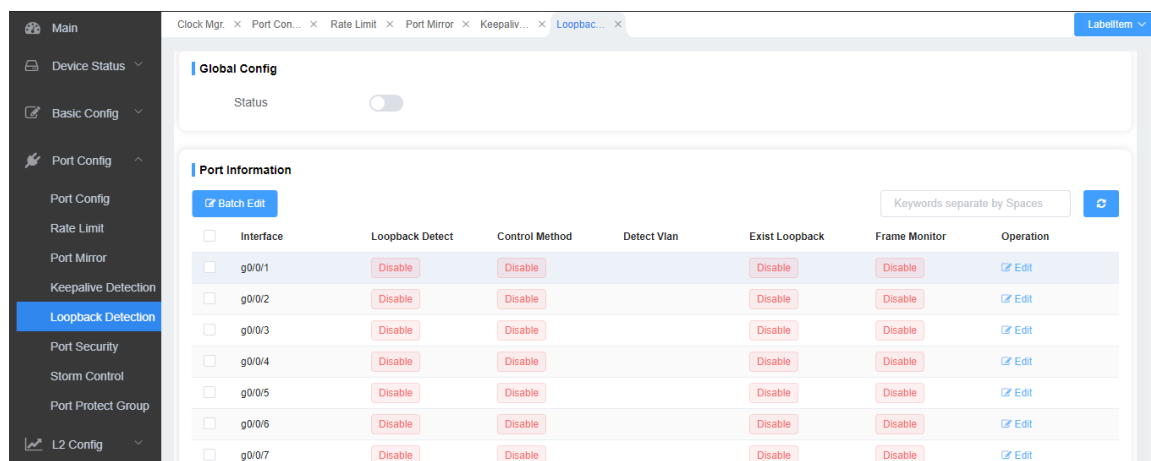 Main
Device Status
Basic Config
Port Config
Port Config
Rate Limit
Port Mirror
Keepalive Detection
Loopback Detection
Port Security
Storm Control
Port Protect Group
L2 Config
Clock Mgr. Port Con... Rate Limit Port Mirror Keepaliv... Loopbac... LabelItem
Global Config
Status
Port Information
Batch Edit Keywords separate by Spaces
Interface Loopback Detect Control Method Detect Vlan Exist Loopback Frame Monitor Operation
g0/0/1 Disable Disable Disable Disable Edit
g0/0/2 Disable Disable Disable Disable Edit
g0/0/3 Disable Disable Disable Disable Edit
g0/0/4 Disable Disable Disable Disable Edit
g0/0/5 Disable Disable Disable Disable Edit
g0/0/6 Disable Disable Disable Disable Edit
g0/0/7 Disable Disable Disable Disable Edit